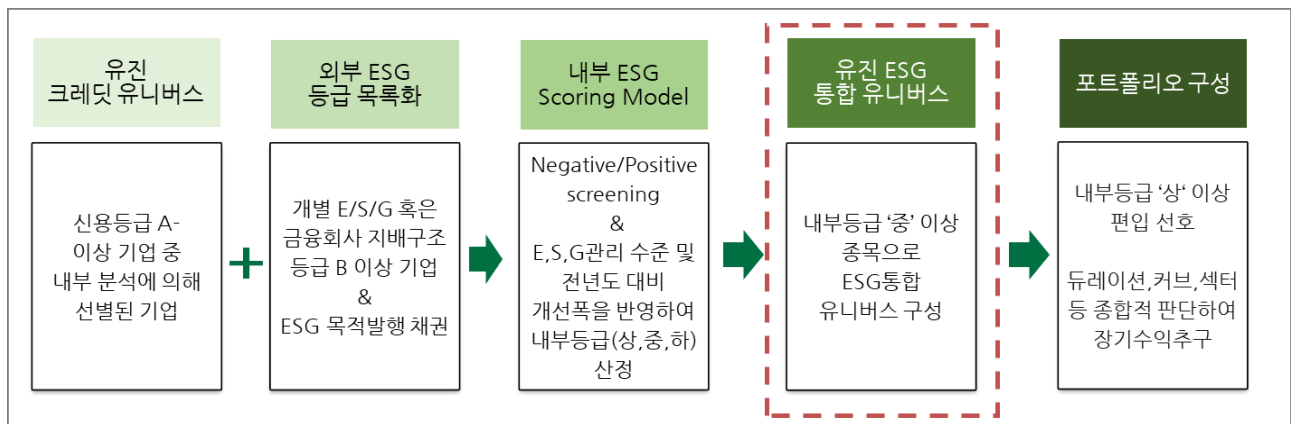 유진
크레딧 유니버스
신용등급 A-
이상 기업 중
내부 분석에 의해
선별된 기업
+
외부 ESG
등급 목록화
개별 E/S/G 혹은
금융회사 지배구조
등급 B 이상 기업
&
ESG 목적발행 채권
내부 ESG
Scoring Model
Negative/Positive
screening
&
E,S,G관리 수준 및
전년도 대비
개선폭을 반영하여
내부등급(상,중,하)
산정
유진 ESG
통합 유니버스
내부등급 ‘중’ 이상
종목으로
ESG통합
유니버스 구성
포트폴리오 구성
내부등급 ‘상‘ 이상
편입 선호
듀레이션,커브,섹터
등 종합적 판단하여
장기수익추구